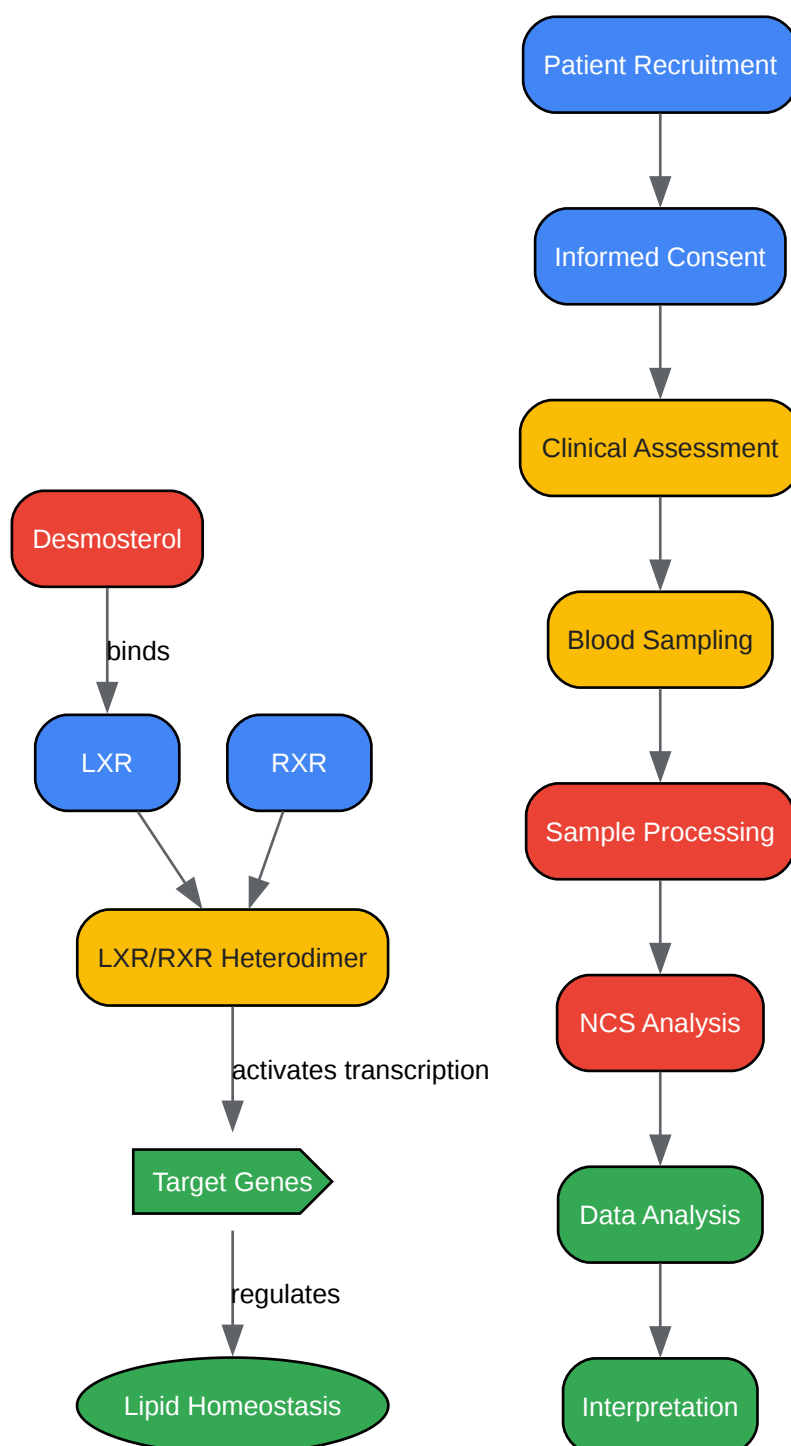 Desmosterol
binds
LXR
RXR
LXR/RXR Heterodimer
activates transcription
Target Genes
regulates
Lipid Homeostasis
Patient Recruitment
Informed Consent
Clinical Assessment
Blood Sampling
Sample Processing
NCS Analysis
Data Analysis
Interpretation